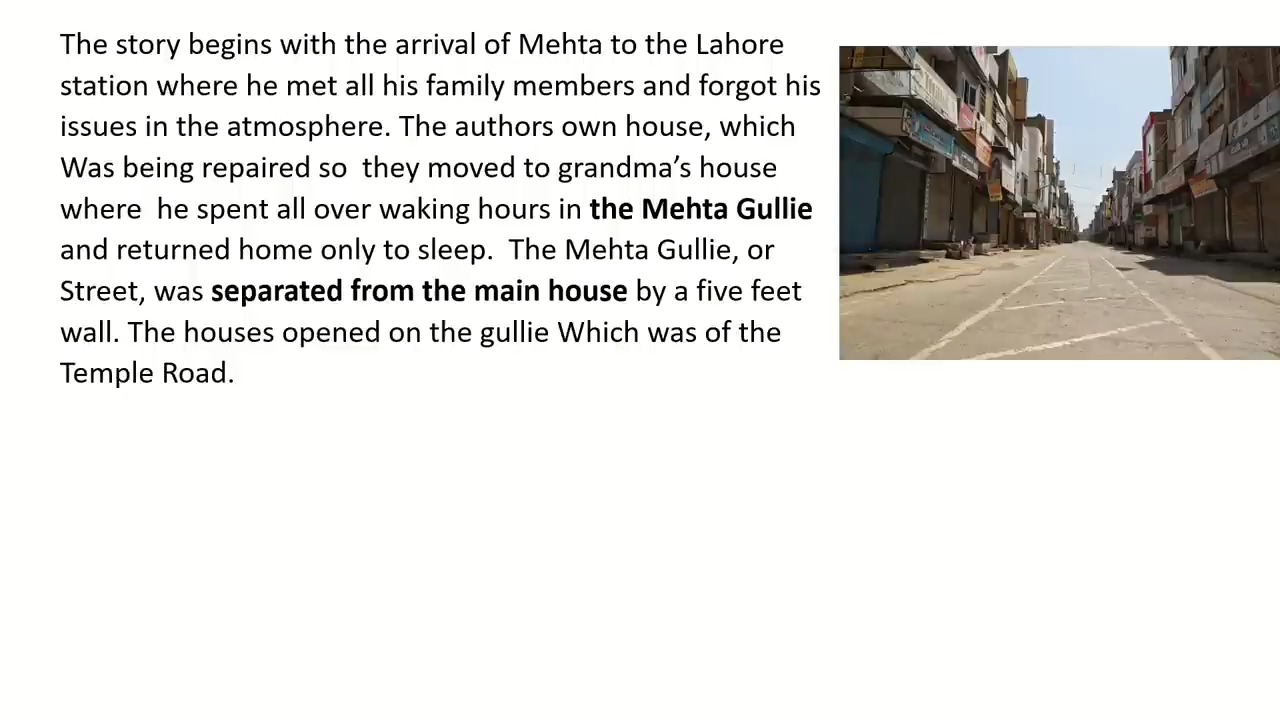 The story begins with the arrival of Mehta to the Lahore
station where he met all his family members and forgot his
issues in the atmosphere. The authors own house, which
Was being repaired so  they moved to grandma’s house
where  he spent all over waking hours in the Mehta Gullie
and returned home only to sleep.  The Mehta Gullie, or
Street, was separated from the main house by a five feet
wall. The houses opened on the gullie Which was of the
Temple Road.